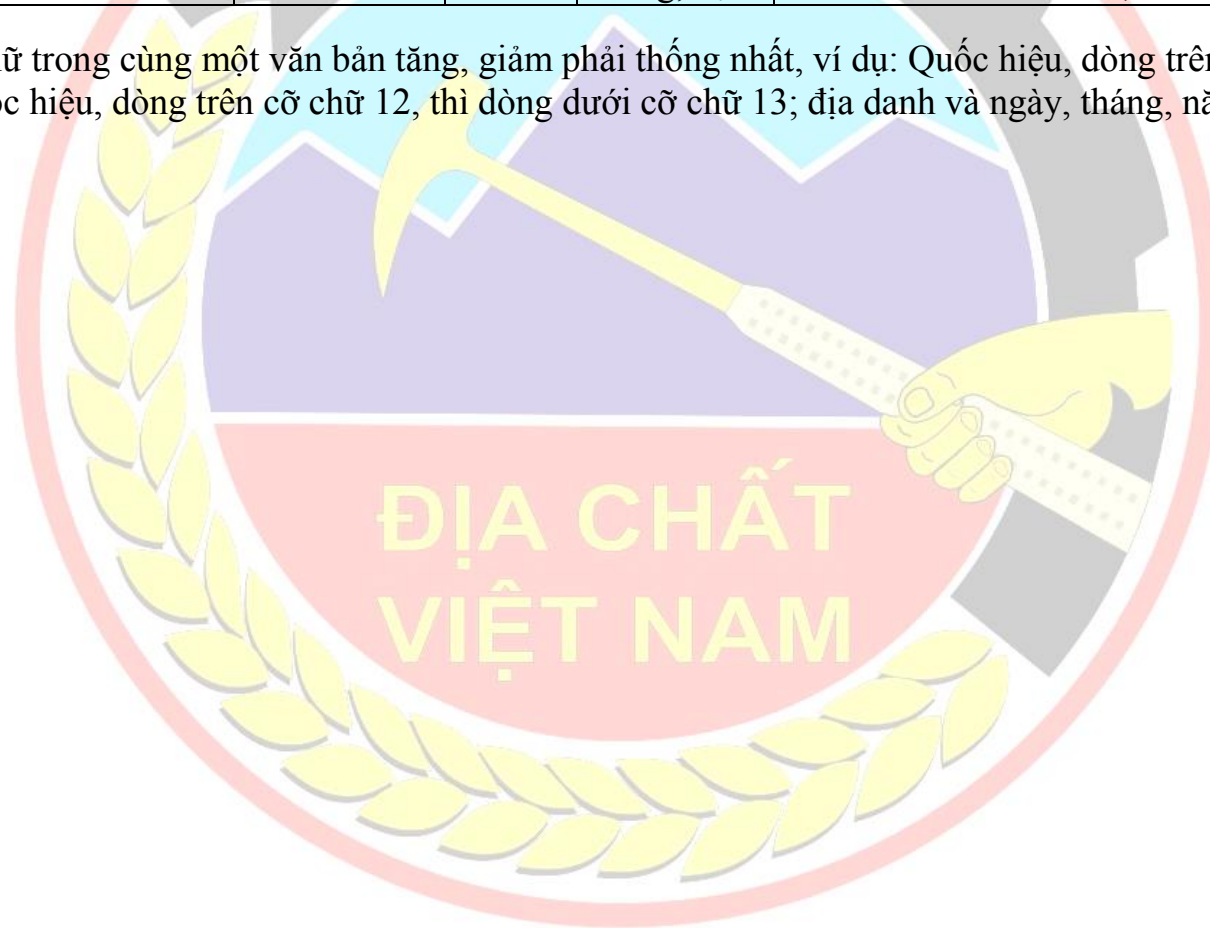 trong cùng một văn bản tăng, giảm phải thống nhất, ví dụ: Quốc hiệu, dòng trên
hiệu, dòng trên cỡ chữ 12, thì dòng dưới cỡ chữ 13; địa danh và ngày, tháng,
ĐỊA CHẤT
VIỆT NAM